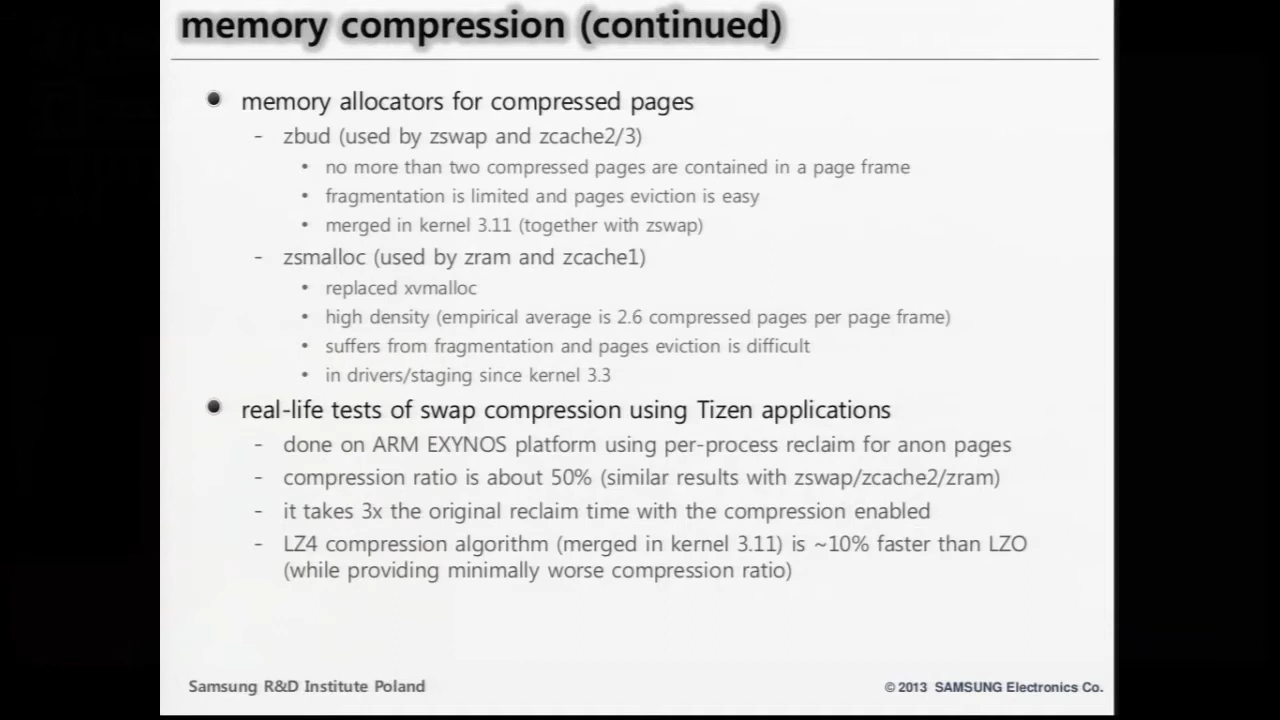 memory compression (continued)
• memory allocators for compressed pages
- zbud (used by zswap and zcache2/3)
• no more than two compressed pages are contained in a page frame
• fragmentation is limited and pages eviction is easy
• merged in kernel 3.11 (together with zswap)
- zsmalloc (used by zram and zcache1)
• replaced xvmalloc
• high density (empirical average is 2.6 compressed pages per page frame)
• suffers from fragmentation and pages eviction is difficult
• in drivers/staging since kernel 3.3
• real-life tests of swap compression using Tizen applications
- done on ARM EXYNOS platform using per-process reclaim for anon pages
- compression ratio is about 50% (similar results with zswap/zcache2/zram)
- it takes 3x the original reclaim time with the compression enabled
- LZ4 compression algorithm (merged in kernel 3.11) is ~10% faster than LZO
(while providing minimally worse compression ratio)
Samsung R&D Institute Poland
© 2013 SAMSUNG Electronics Co.